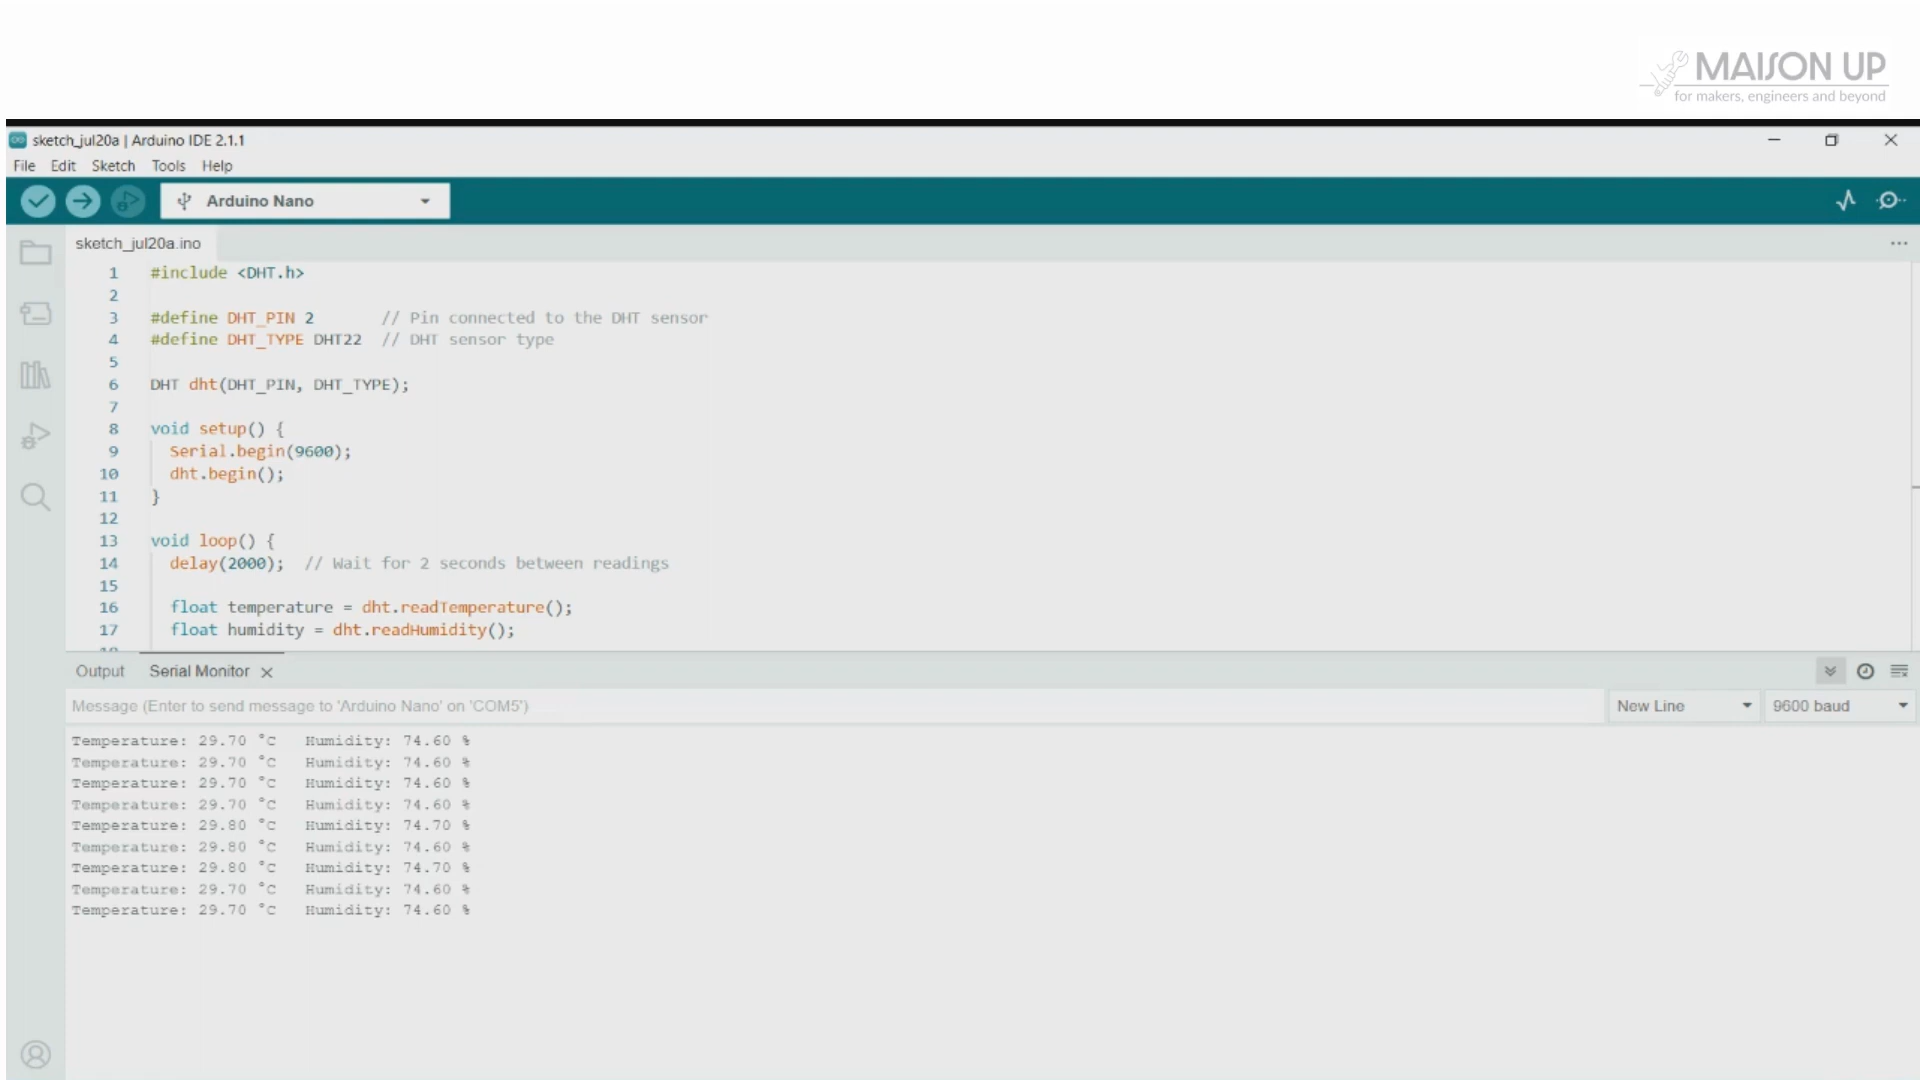 MAISON UP
for makers, engineers and beyond
sketch_jul20a | Arduino IDE 2.1.1
File Edit Sketch Tools Help
Arduino Nano
sketch_jul20a.ino
1 #include <DHT.h>
2
3 #define DHT_PIN 2 // Pin connected to the DHT sensor
4 #define DHT_TYPE DHT22 // DHT sensor type
5
6 DHT dht(DHT_PIN, DHT_TYPE);
7
8 void setup() {
9 Serial.begin(9600);
10 dht.begin();
11 }
12
13 void loop() {
14 delay(2000); // Wait for 2 seconds between readings
15
16 float temperature = dht.readTemperature();
17 float humidity = dht.readHumidity();
Output Serial Monitor
Message (Enter to send message to 'Arduino Nano' on 'COM5') New Line 9600 baud
Temperature: 29.70 °C Humidity: 74.60 %
Temperature: 29.70 °C Humidity: 74.60 %
Temperature: 29.70 °C Humidity: 74.60 %
Temperature: 29.70 °C Humidity: 74.60 %
Temperature: 29.80 °C Humidity: 74.70 %
Temperature: 29.80 °C Humidity: 74.60 %
Temperature: 29.80 °C Humidity: 74.70 %
Temperature: 29.70 °C Humidity: 74.60 %
Temperature: 29.70 °C Humidity: 74.60 %